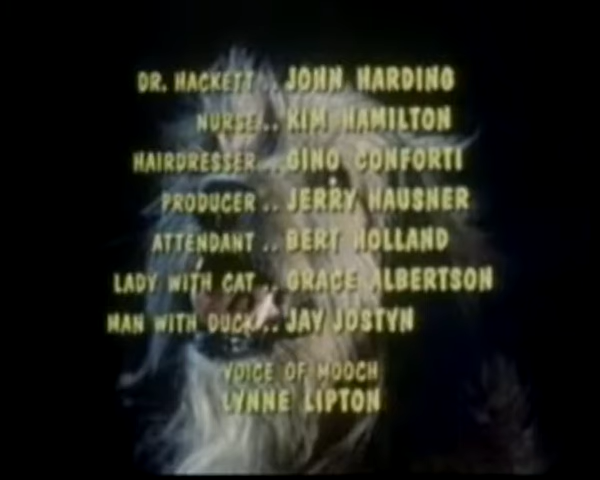 DR. HACKETT .. JOHN HARDING
NURSE .. KIM HAMILTON
HAIRDRESSER .. GINO CONFORTI
PRODUCER .. JERRY HAUSNER
ATTENDANT .. BERT HOLLAND
LADY WITH CAT .. GRACE ALBERTSON
MAN WITH DUCK .. JAY JOSTYN
VOICE OF MOOCH
LYNNE LIPTON